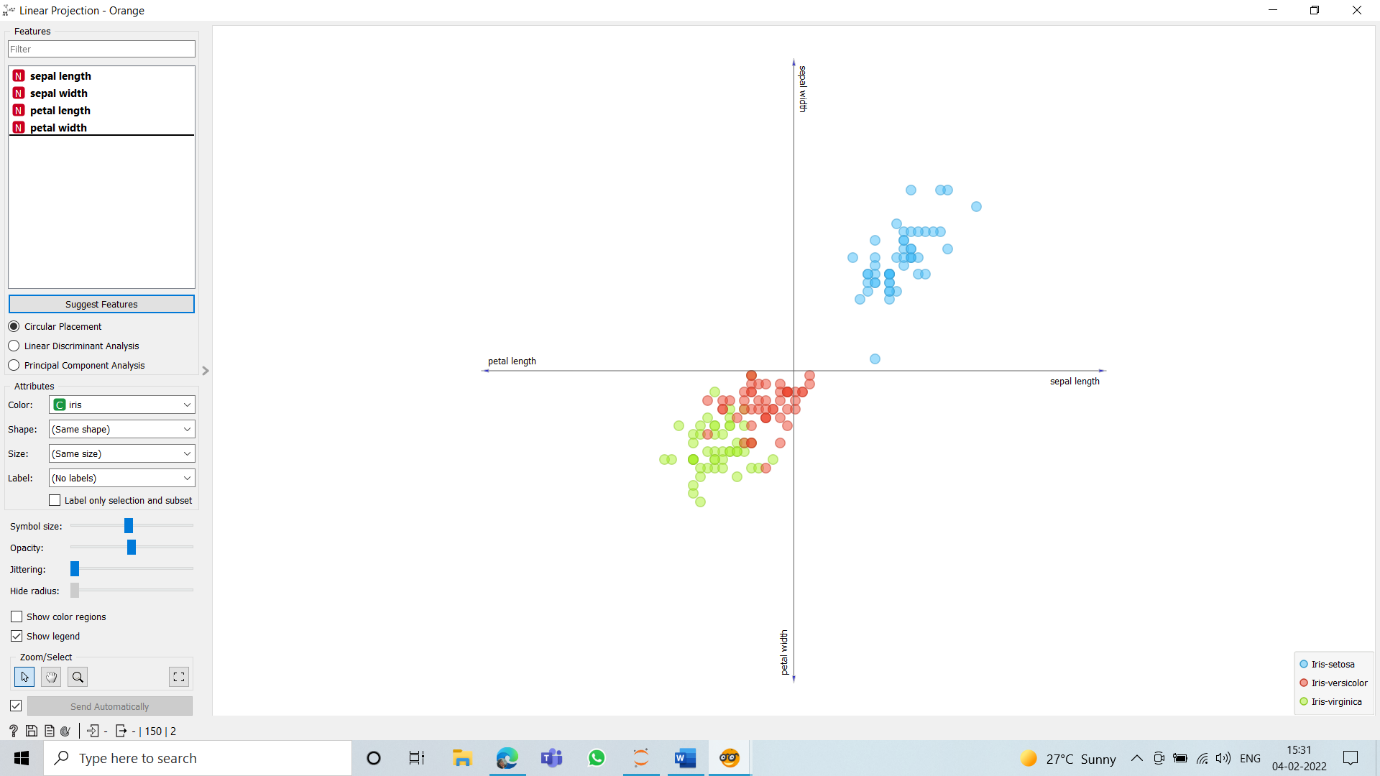 Linear Projection - Orange
Features
Filter
N sepal length
N sepal width
N petal length
N petal width
Suggest Features
Circular Placement
Linear Discriminant Analysis
Principal Component Analysis
Attributes
Color: C iris
Shape: (Same shape)
Size: (Same size)
Label: (No labels)
Label only selection and subset
Symbol size:
Opacity:
Jittering:
Hide radius:
Show color regions
Show legend
Zoom/Select
Send Automatically
? - - | 150 | 2
sepal width
petal length
sepal length
petal width
Iris-setosa
Iris-versicolor
Iris-virginica
Type here to search
27°C Sunny
ENG
15:31
04-02-2022